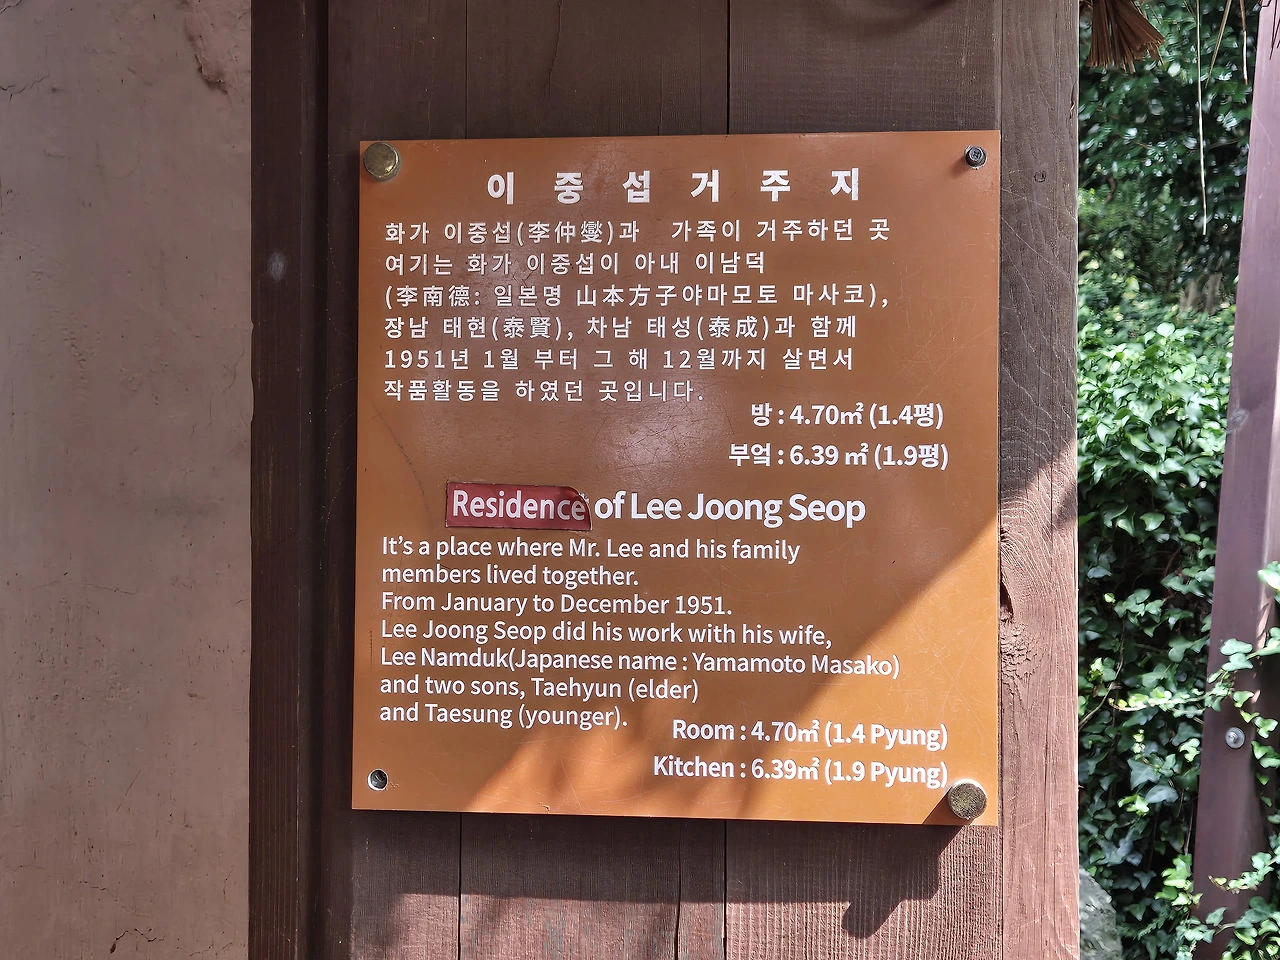 이중섭거주지
화가 이중섭(李仲燮)과 가족이 거주하던 곳
여기는 화가 이중섭이 아내 이남덕
(李南德: 일본명 山本方子야마모토 마사코),
장남 태현(泰賢), 차남 태성(泰成)과 함께
1951년 1월 부터 그 해 12월까지 살면서
작품활동을 하였던 곳입니다.
방 : 4.70㎡ (1.4평)
부엌 : 6.39 ㎡ (1.9평)
Residence of Lee Joong Seop
It's a place where Mr. Lee and his family
members lived together.
From January to December 1951.
Lee Joong Seop did his work with his wife,
Lee Namduk(Japanese name : Yamamoto Masako)
and two sons, Taehyun (elder)
and Taesung (younger).
Room : 4.70㎡ (1.4 Pyung)
Kitchen : 6.39㎡ (1.9 Pyung)